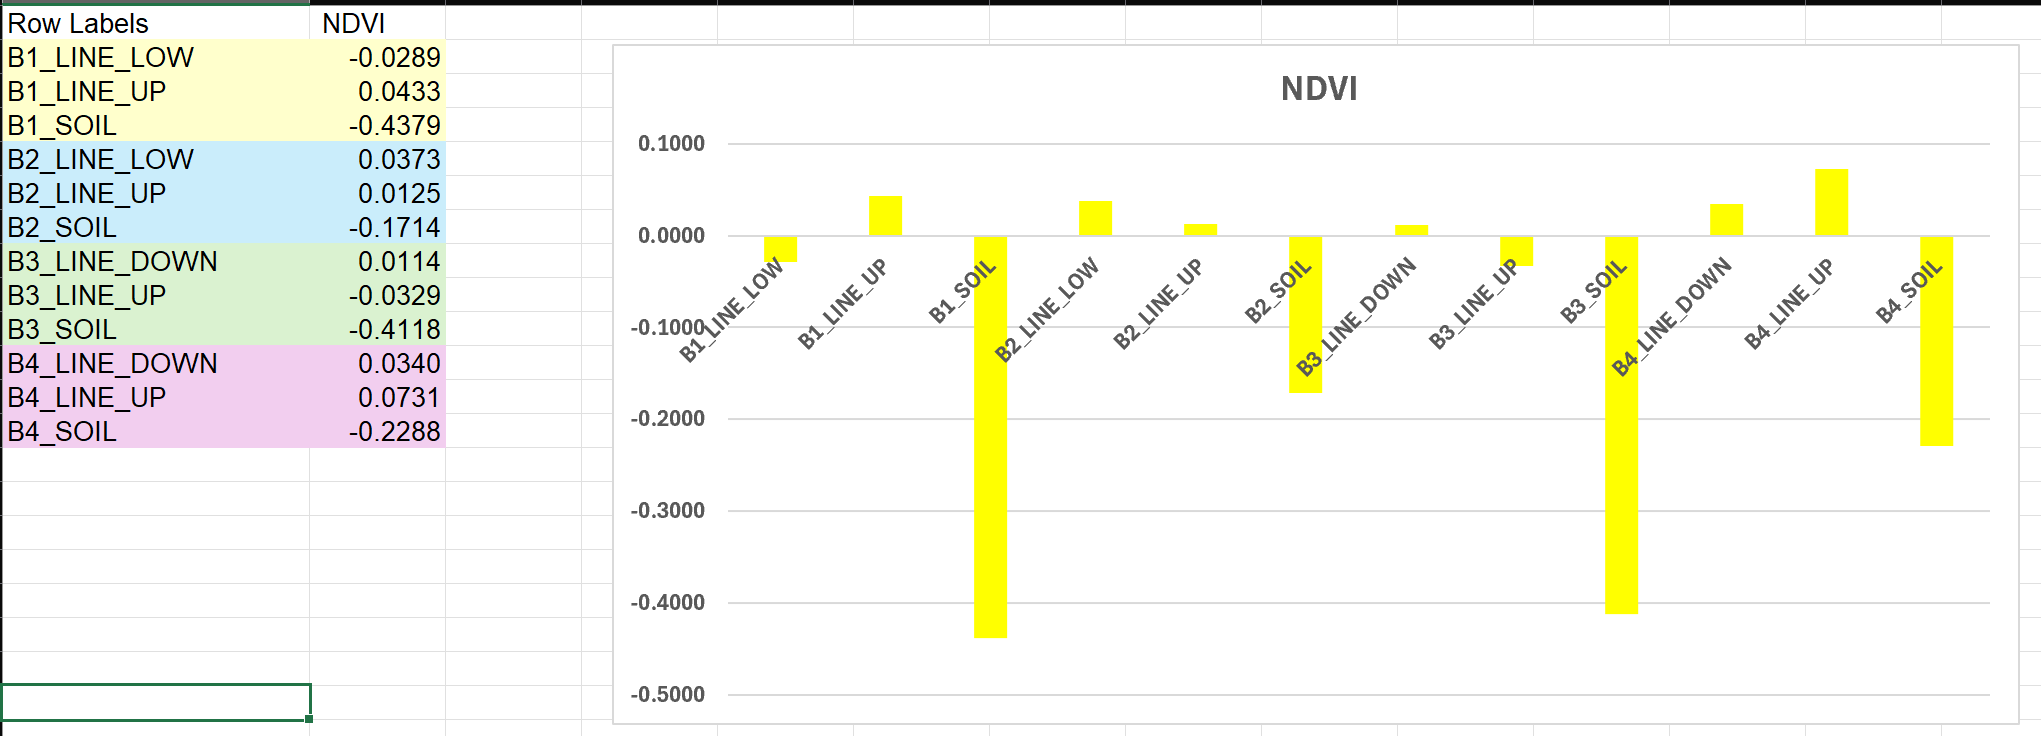 Row Labels NDVI
B1_LINE_LOW -0.0289
B1_LINE_UP 0.0433
B1_SOIL -0.4379
B2_LINE_LOW 0.0373
B2_LINE_UP 0.0125
B2_SOIL -0.1714
B3_LINE_DOWN 0.0114
B3_LINE_UP -0.0329
B3_SOIL -0.4118
B4_LINE_DOWN 0.0340
B4_LINE_UP 0.0731
B4_SOIL -0.2288
NDVI
0.1000
0.0000
-0.1000
-0.2000
-0.3000
-0.4000
-0.5000
B1_LINE_LOW
B1_LINE_UP
B1_SOIL
B2_LINE_LOW
B2_LINE_UP
B2_SOIL
B3_LINE_DOWN
B3_LINE_UP
B3_SOIL
B4_LINE_DOWN
B4_LINE_UP
B4_SOIL